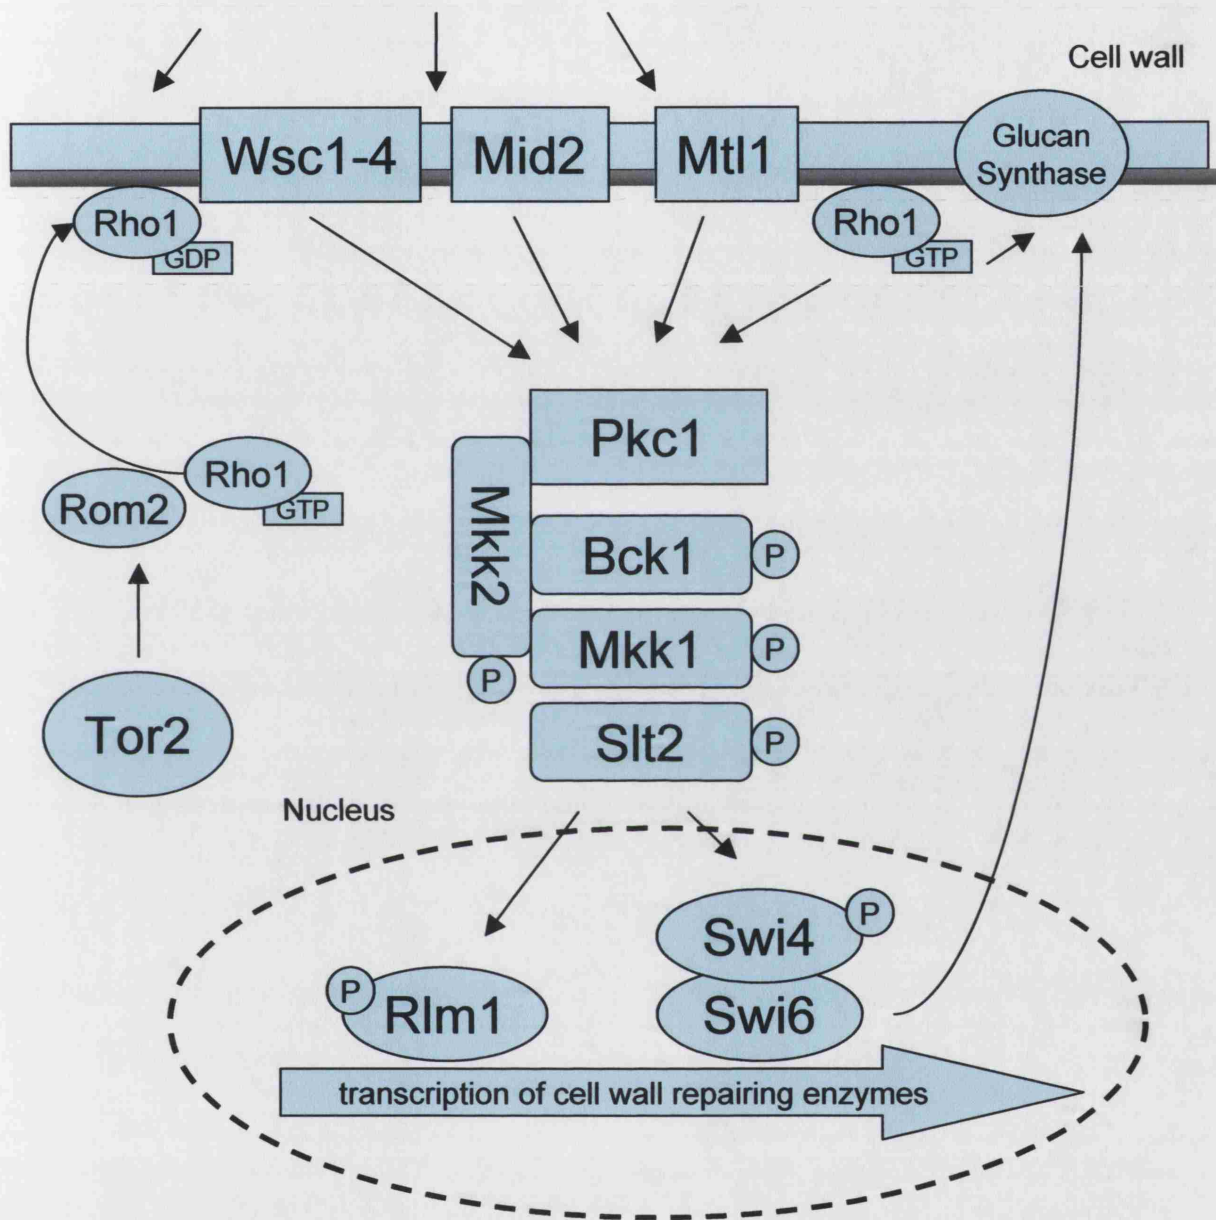 Cell wall
Wsc1-4
Mid2
Mtl1
Glucan
Synthase
Rho1
GDP
Rho1
GTP
Pkc1
Mkk2
Rom2
Rho1
GTP
Bck1
P
Mkk1
P
P
Tor2
Slt2
P
Nucleus
Swi4
P
P
Rlm1
Swi6
transcription of cell wall repairing enzymes